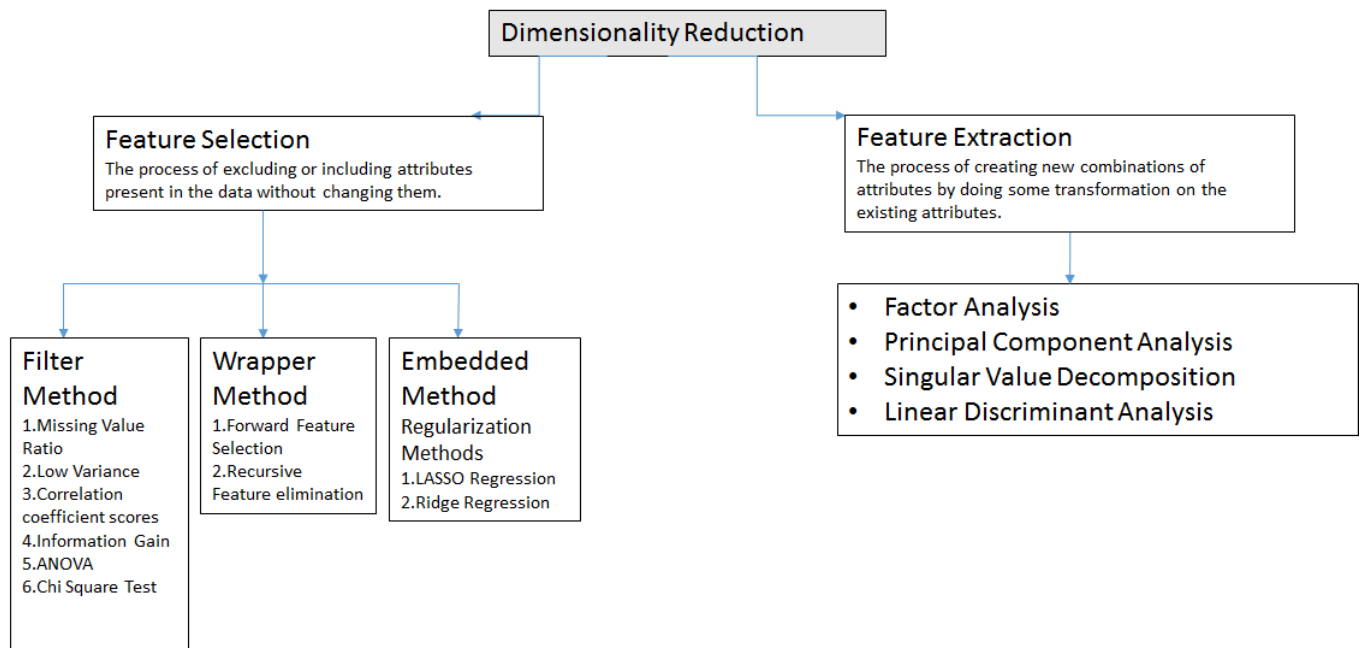 Dimensionality Reduction
Feature Selection
The process of excluding or including attributes
present in the data without changing them.
Feature Extraction
The process of creating new combinations of
attributes by doing some transformation on the
existing attributes.
Filter
Method
1.Missing Value
Ratio
2.Low Variance
3.Correlation
coefficient scores
4.Information Gain
5.ANOVA
6.Chi Square Test
Wrapper
Method
1.Forward Feature
Selection
2.Recursive
Feature elimination
Embedded
Method
Regularization
Methods
1.LASSO Regression
2.Ridge Regression
• Factor Analysis
• Principal Component Analysis
• Singular Value Decomposition
• Linear Discriminant Analysis